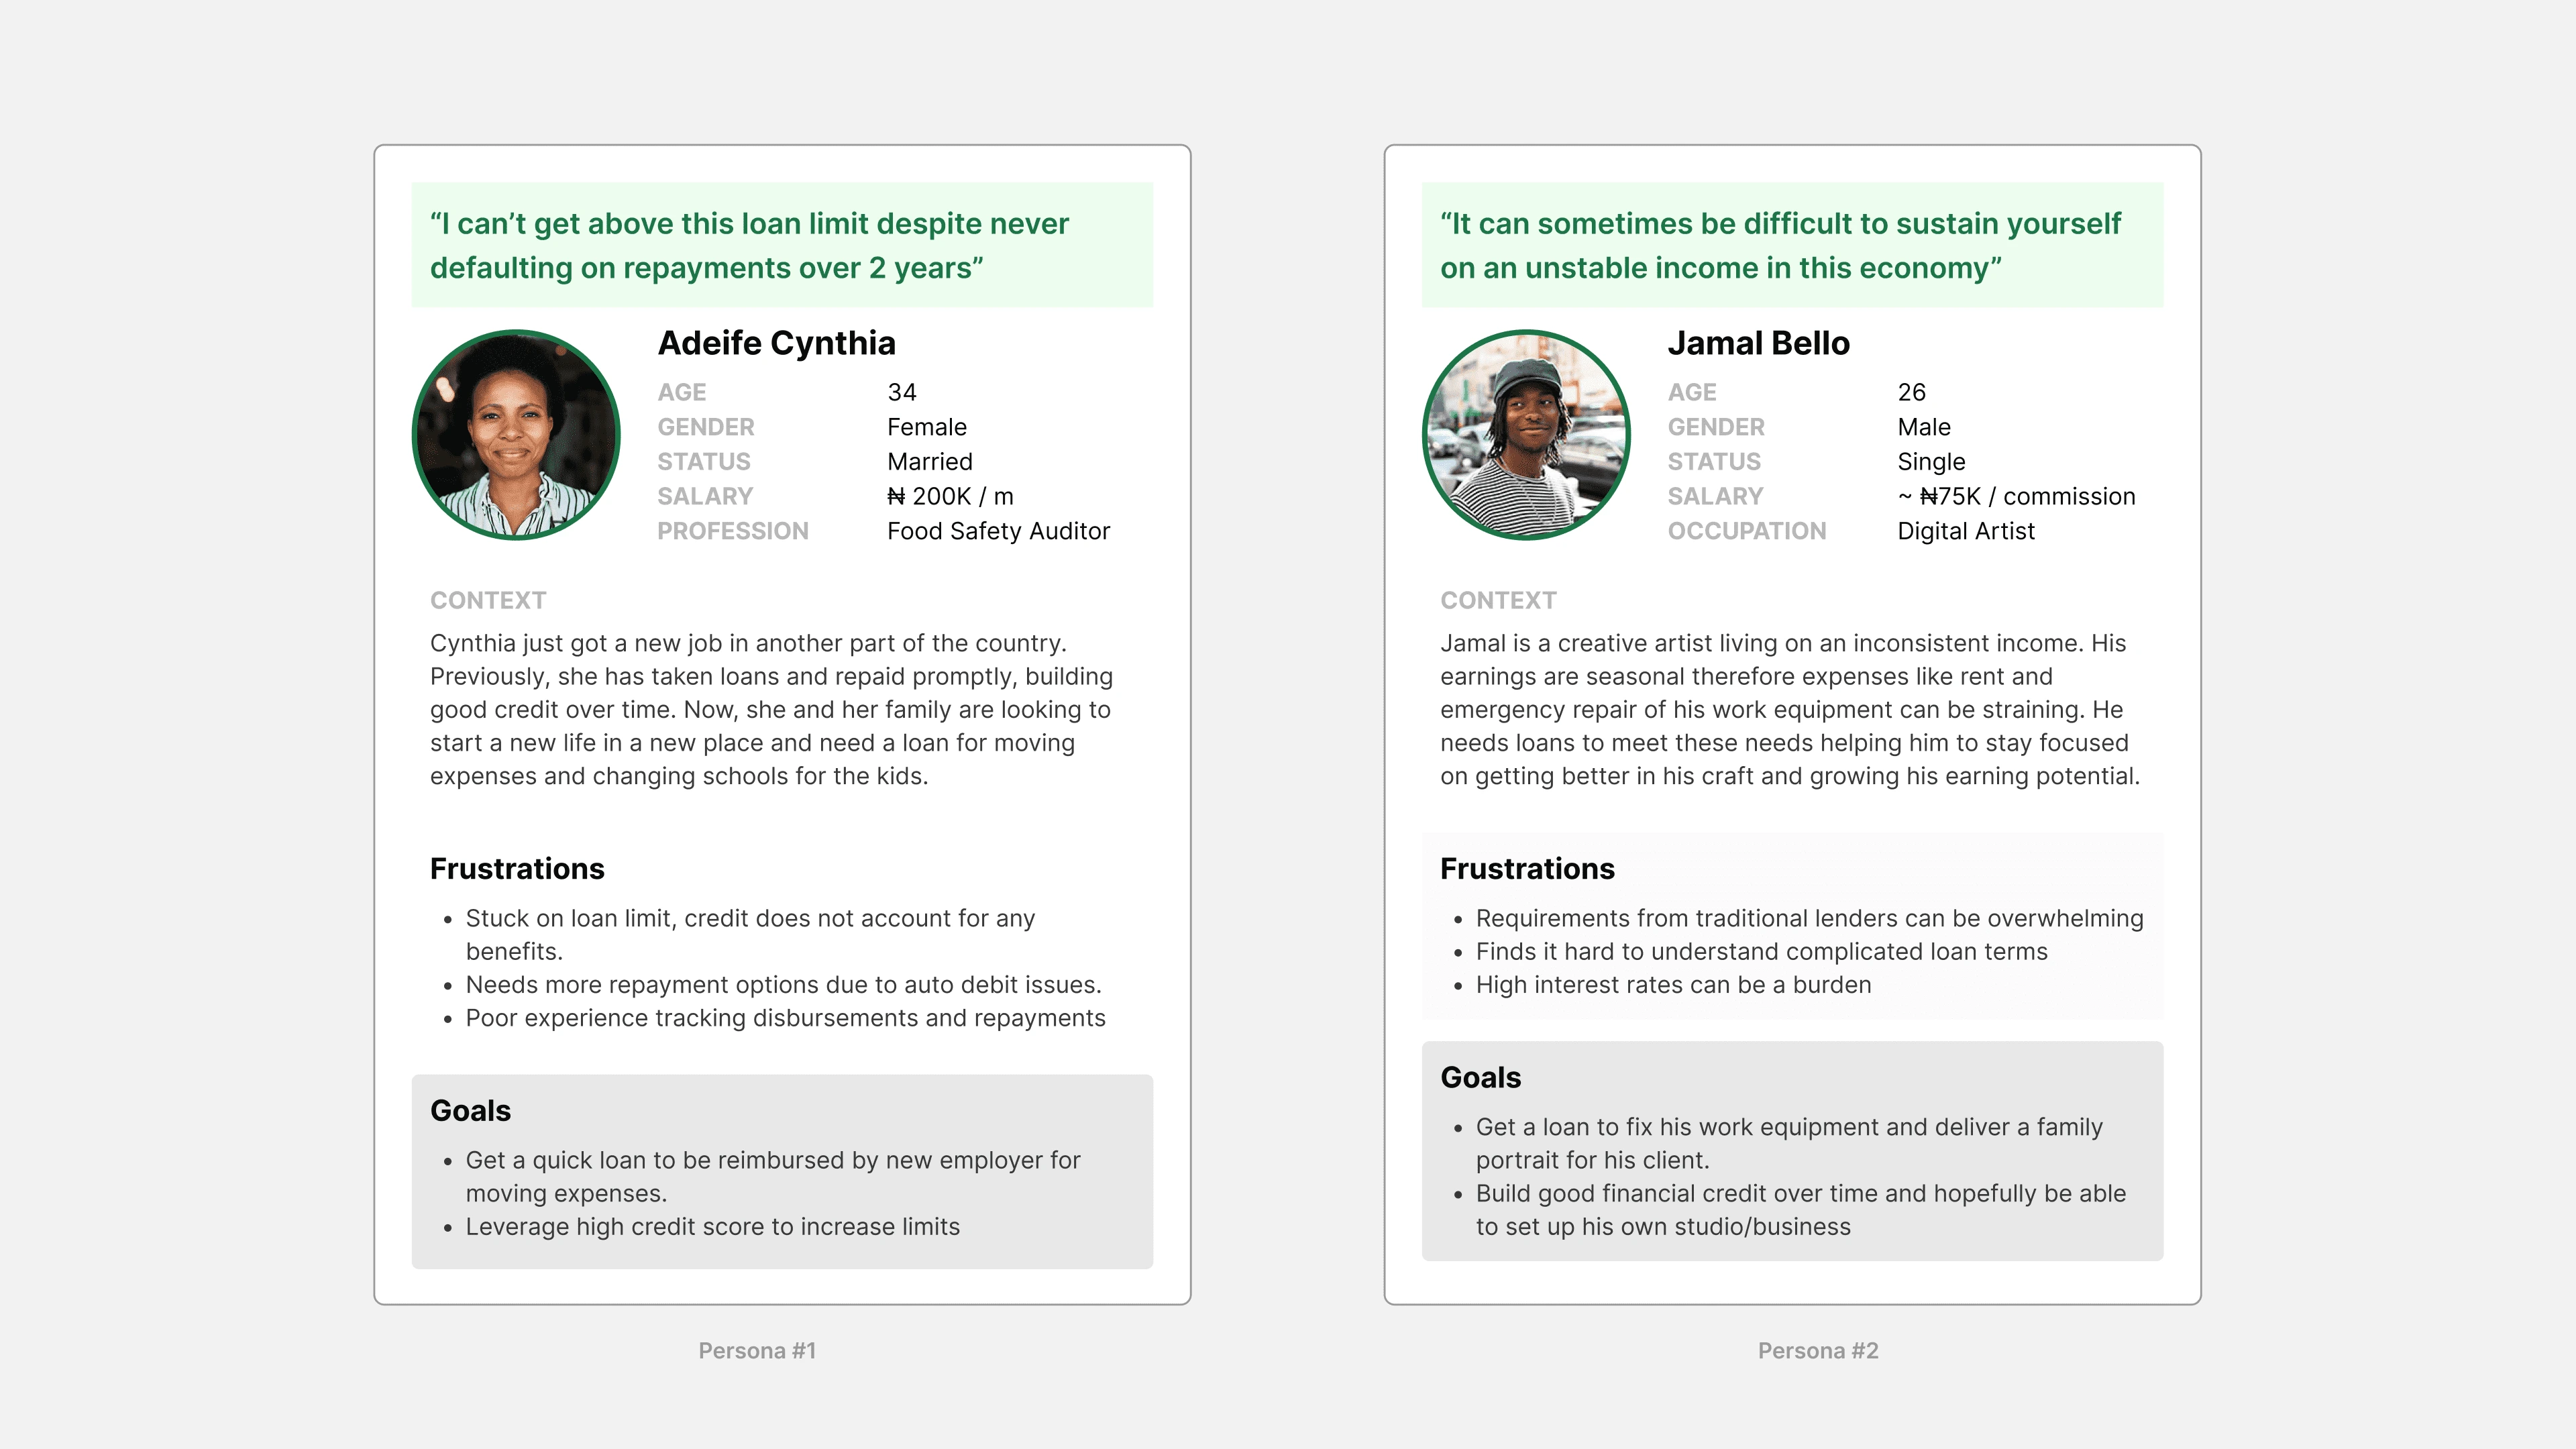 “I can’t get above this loan limit despite never
defaulting on repayments over 2 years”
Adeife Cynthia
AGE 34
GENDER Female
STATUS Married
SALARY ₦ 200K / m
PROFESSION Food Safety Auditor
CONTEXT
Cynthia just got a new job in another part of the country.
Previously, she has taken loans and repaid promptly, building
good credit over time. Now, she and her family are looking to
start a new life in a new place and need a loan for moving
expenses and changing schools for the kids.
Frustrations
• Stuck on loan limit, credit does not account for any
benefits.
• Needs more repayment options due to auto debit issues.
• Poor experience tracking disbursements and repayments
Goals
• Get a quick loan to be reimbursed by new employer for
moving expenses.
• Leverage high credit score to increase limits
Persona #1
“It can sometimes be difficult to sustain yourself
on an unstable income in this economy”
Jamal Bello
AGE 26
GENDER Male
STATUS Single
SALARY ~ ₦75K / commission
OCCUPATION Digital Artist
CONTEXT
Jamal is a creative artist living on an inconsistent income. His
earnings are seasonal therefore expenses like rent and
emergency repair of his work equipment can be straining. He
needs loans to meet these needs helping him to stay focused
on getting better in his craft and growing his earning potential.
Frustrations
• Requirements from traditional lenders can be overwhelming
• Finds it hard to understand complicated loan terms
• High interest rates can be a burden
Goals
• Get a loan to fix his work equipment and deliver a family
portrait for his client.
• Build good financial credit over time and hopefully be able
to set up his own studio/business
Persona #2